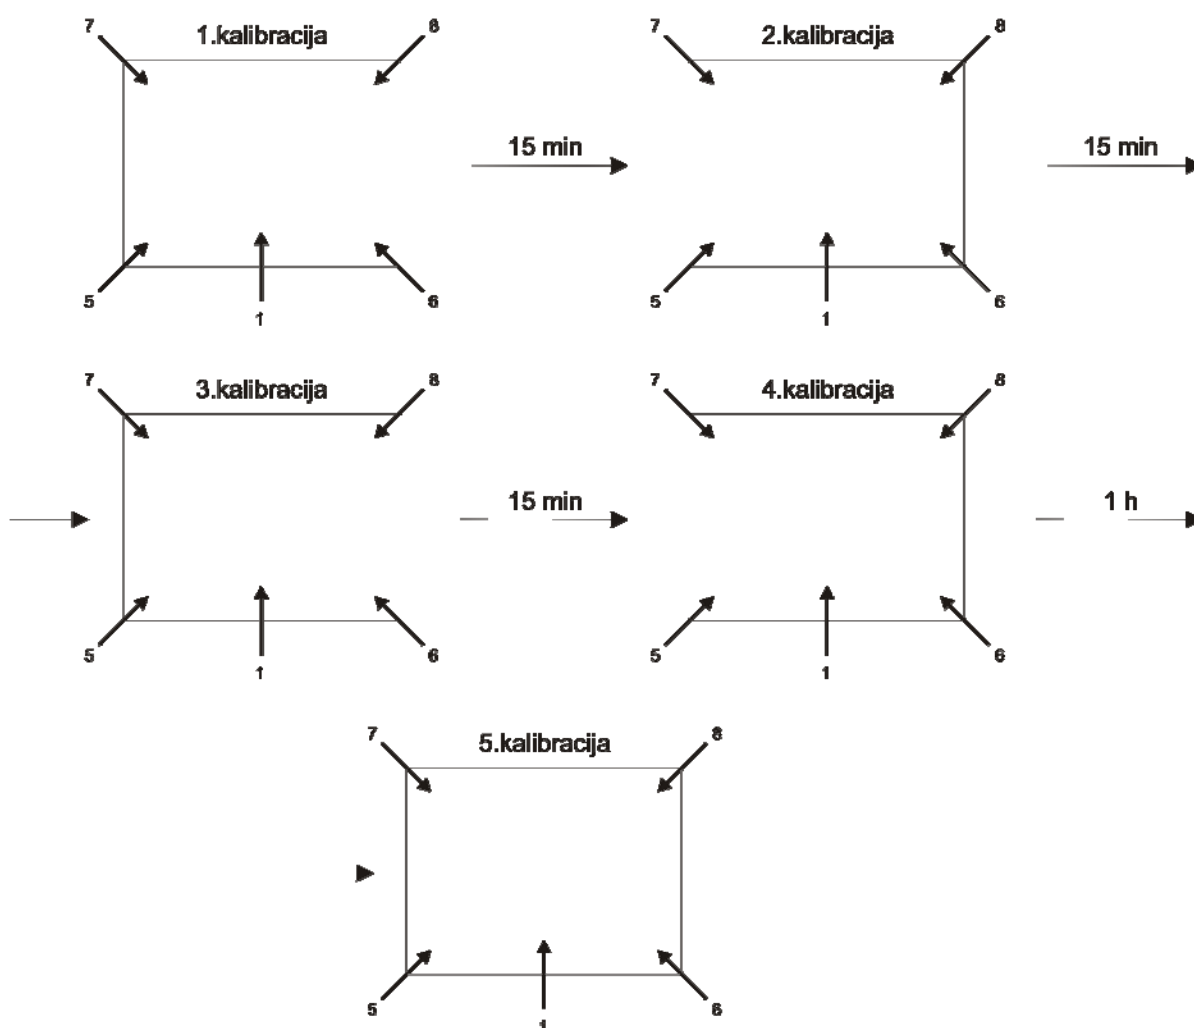 7 1.kalibracija 8
15 min
5 1 6
7 2.kalibracija 8
15 min
5 1 6
7 3.kalibracija 8
15 min
5 1 6
7 4.kalibracija 8
1 h
5 1 6
7 5.kalibracija 8
5 1 6